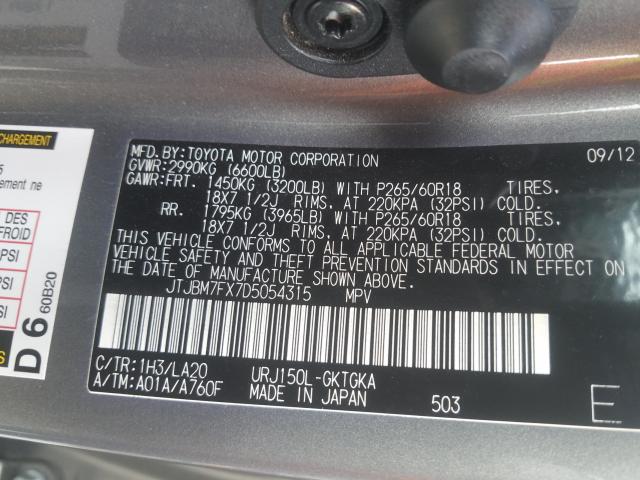 CHARGEMENT
5
ement ne
DES
FROID
PSI
PSI
D 6
60B20
MFD.BY:TOYOTA MOTOR CORPORATION 09/12
GVWR:2990KG (6600LB)
GAWR:FRT. 1450KG (3200LB) WITH P265/60R18 TIRES.
18X7 1/2J RIMS. AT 220KPA (32PSI) COLD.
RR. 1795KG (3965LB) WITH P265/60R18 TIRES.
18X7 1/2J RIMS. AT 220KPA (32PSI) COLD.
THIS VEHICLE CONFORMS TO ALL APPLICABLE FEDERAL MOTOR
VEHICLE SAFETY AND THEFT PREVENTION STANDARDS IN EFFECT ON
THE DATE OF MANUFACTURE SHOWN ABOVE.
JTJBM7FX7D5054315 MPV
C/TR:1H3/LA20 URJ150L-GKTGKA
A/TM:A01A/A760F MADE IN JAPAN 503 E